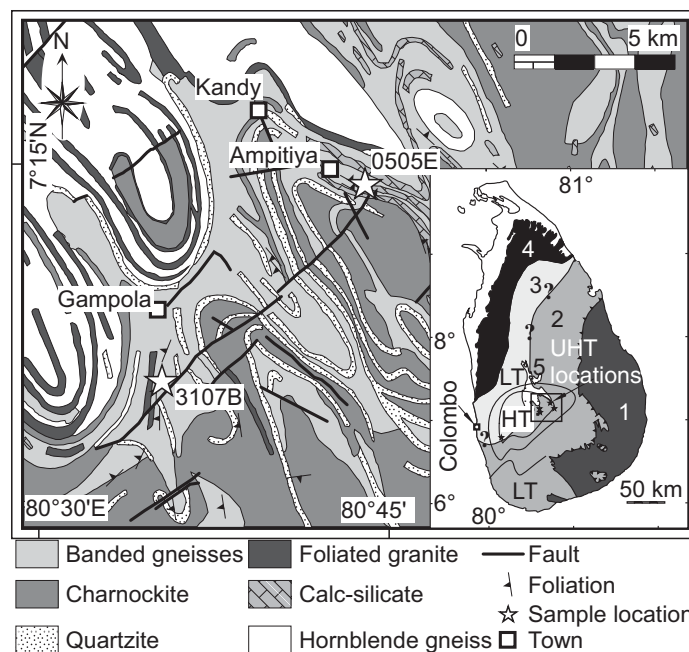 N
0 5 km
Kandy
7°15'N
Ampitiya
0505E
81°
4
3
?
Gampola
2
?
8°
5
UHT
LT
locations
3107B
HT
1
Colombo
?
LT
80°30'E
80°45'
6°
80°
50 km
Banded gneisses
Foliated granite
Fault
Charnockite
Calc-silicate
Foliation
Sample location
Quartzite
Hornblende gneiss
Town